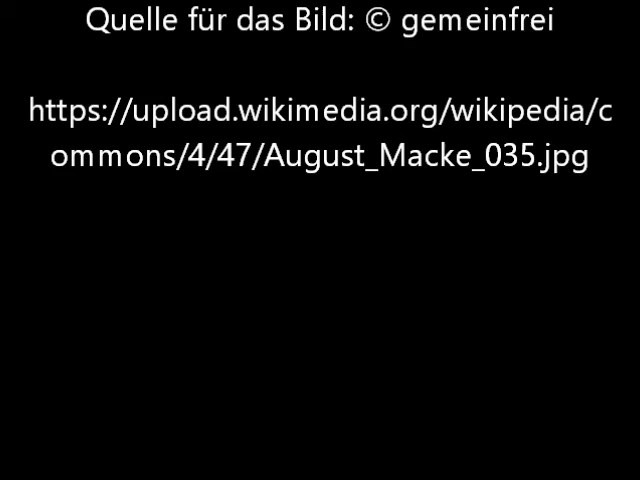 Quelle für das Bild: © gemeinfrei
https://upload.wikimedia.org/wikipedia/c
ommons/4/47/August_Macke_035.jpg